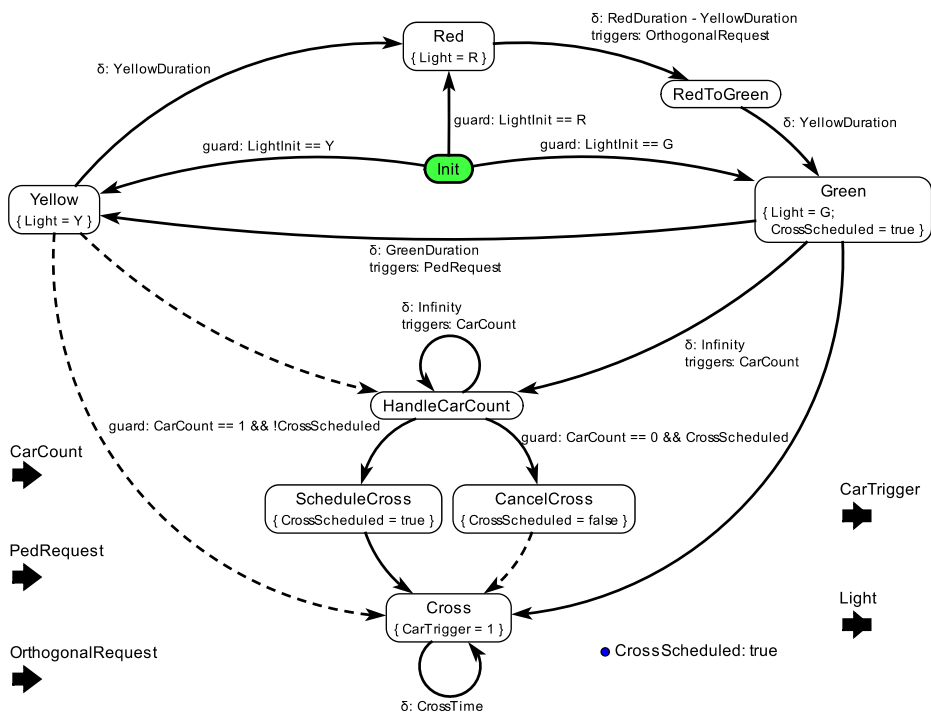 δ: RedDuration - YellowDuration
triggers: OrthogonalRequest
Red
{ Light = R }
δ: YellowDuration
RedToGreen
guard: LightInit == R
δ: YellowDuration
guard: LightInit == Y
guard: LightInit == G
Init
Yellow
{ Light = Y }
Green
{ Light = G;
CrossScheduled = true }
δ: GreenDuration
triggers: PedRequest
δ: Infinity
triggers: CarCount
δ: Infinity
triggers: CarCount
HandleCarCount
guard: CarCount == 1 && !CrossScheduled
guard: CarCount == 0 && CrossScheduled
CarCount
ScheduleCross
{ CrossScheduled = true }
CancelCross
{ CrossScheduled = false }
CarTrigger
PedRequest
Cross
{ CarTrigger = 1 }
Light
OrthogonalRequest
CrossScheduled: true
δ: CrossTime